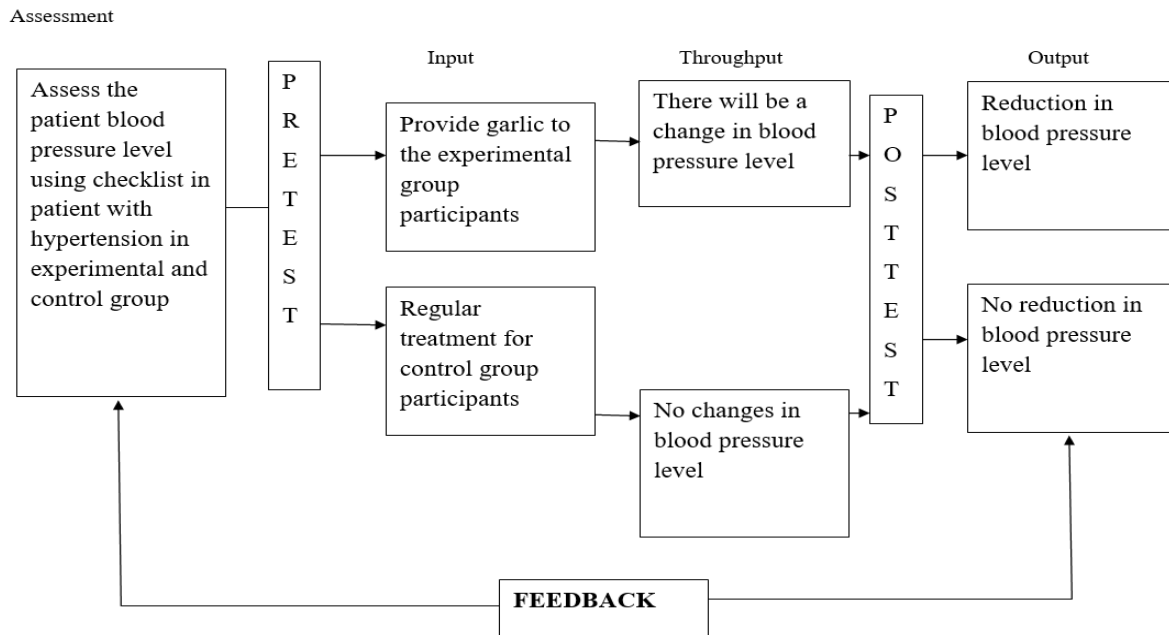 Assessment
Assess the
patient blood
pressure level
using checklist in
patient with
hypertension in
experimental and
control group
P
R
E
T
E
S
T
Input
Provide garlic to
the experimental
group
participants
Regular
treatment for
control group
participants
Throughput
There will be a
change in blood
pressure level
No changes in
blood pressure
level
P
O
S
T
T
E
S
T
Output
Reduction in
blood pressure
level
No reduction in
blood pressure
level
FEEDBACK